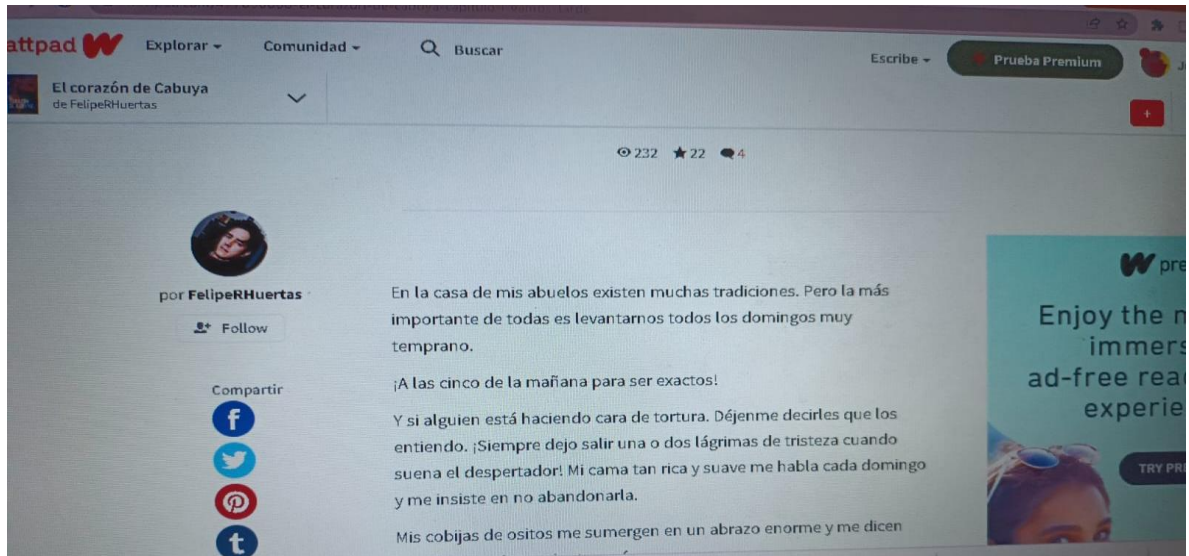 attpad
Explorar
Comunidad
Buscar
Escribe
Prueba Premium
El corazón de Cabuya
de FelipeRHuertas
+
232
22
4
por FelipeRHuertas
Follow
Compartir
En la casa de mis abuelos existen muchas tradiciones. Pero la más
importante de todas es levantarnos todos los domingos muy
temprano.
¡A las cinco de la mañana para ser exactos!
Y si alguien está haciendo cara de tortura. Déjenme decirles que los
entiendo. ¡Siempre dejo salir una o dos lágrimas de tristeza cuando
suena el despertador! Mi cama tan rica y suave me habla cada domingo
y me insiste en no abandonarla.
Mis cobijas de ositos me sumergen en un abrazo enorme y me dicen
pre
Enjoy the m
immers
ad-free rea
experie
TRY PRE